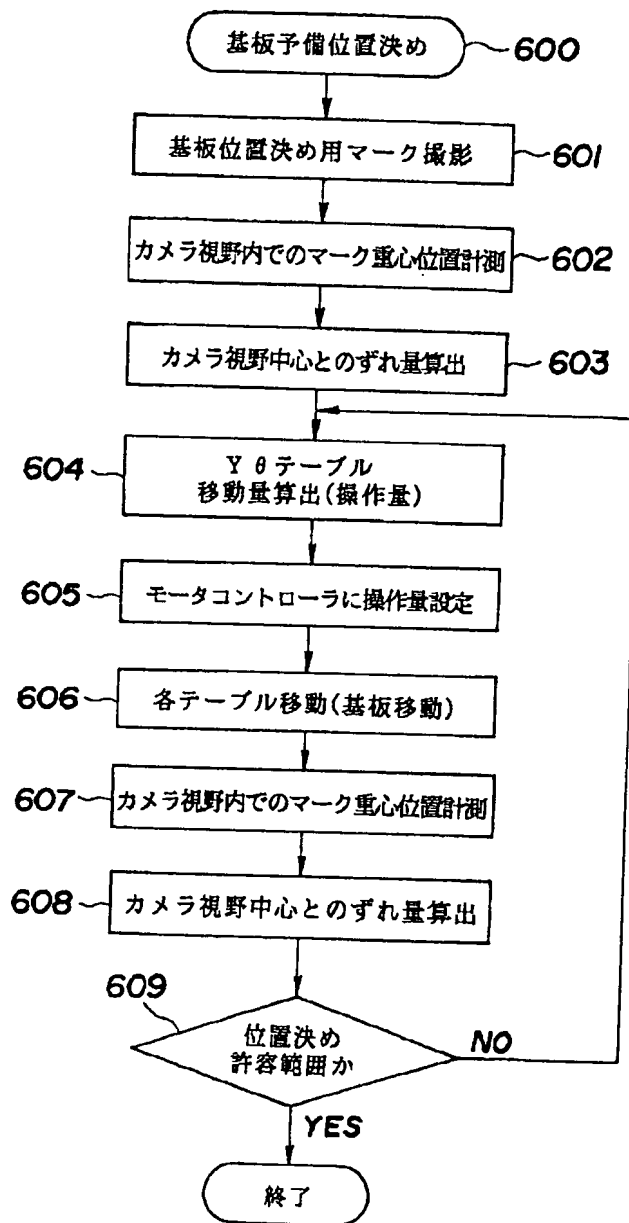 基板予備位置決め
600
基板位置決め用マーク撮影
601
カメラ視野内でのマーク重心位置計測
602
カメラ視野中心とのずれ量算出
603
604
Yθテーブル
移動量算出(操作量)
605
モータコントローラに操作量設定
606
各テーブル移動(基板移動)
607
カメラ視野内でのマーク重心位置計測
608
カメラ視野中心とのずれ量算出
609
位置決め
許容範囲か
NO
YES
終了